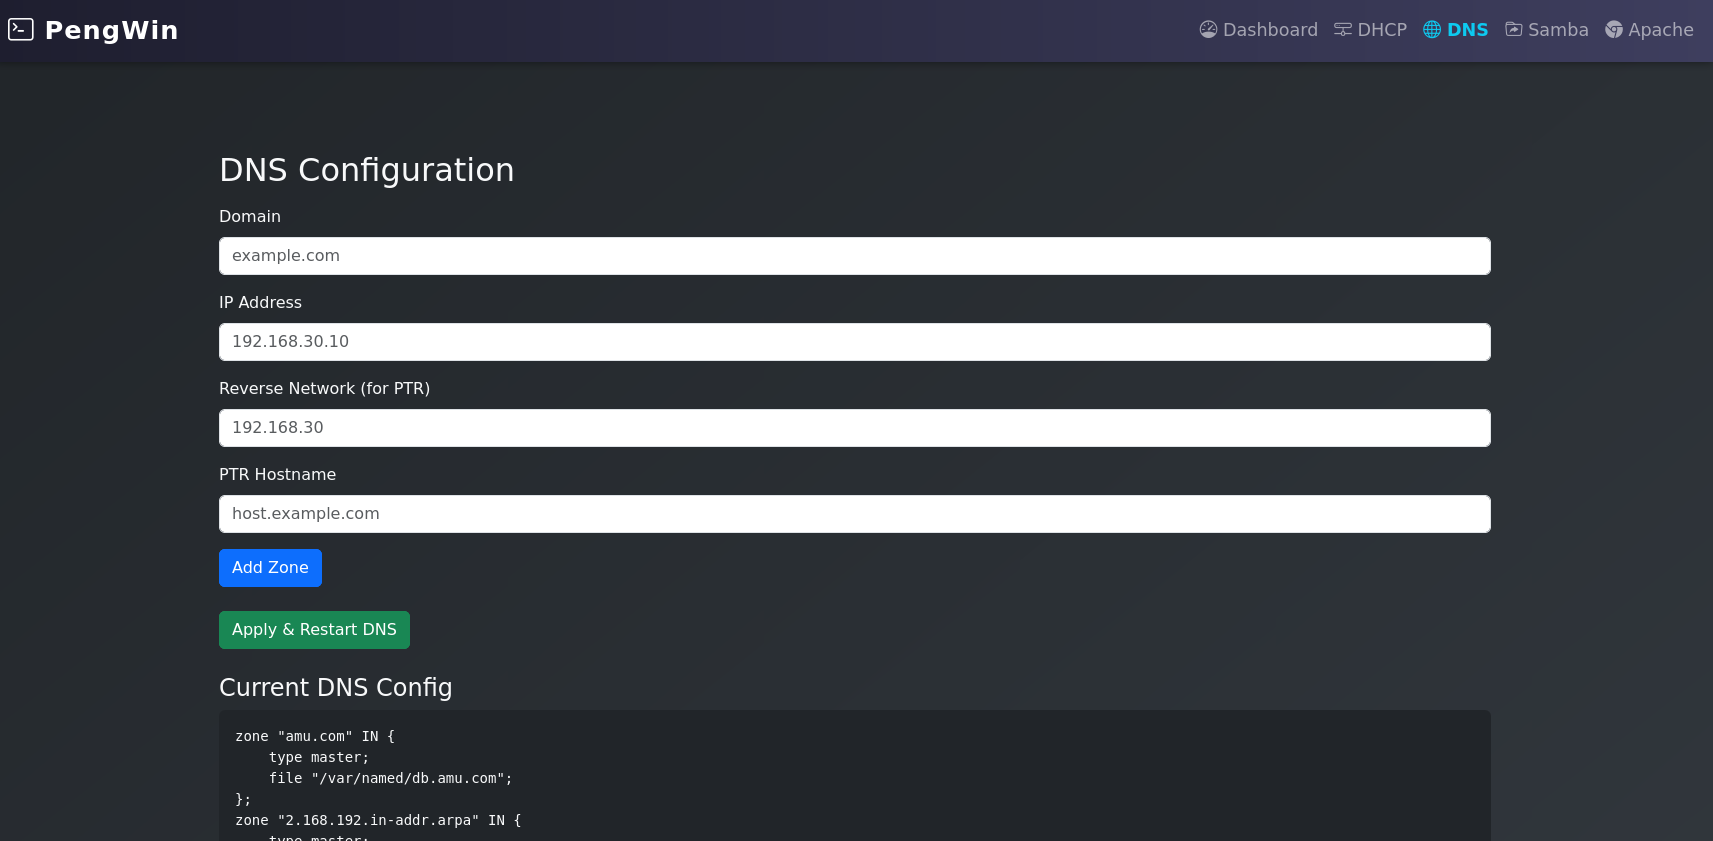 PengWin
Dashboard DHCP DNS Samba Apache
DNS Configuration
Domain
example.com
IP Address
192.168.30.10
Reverse Network (for PTR)
192.168.30
PTR Hostname
host.example.com
Add Zone
Apply & Restart DNS
Current DNS Config
zone "amu.com" IN {
    type master;
    file "/var/named/db.amu.com";
};
zone "2.168.192.in-addr.arpa" IN {
    type master;